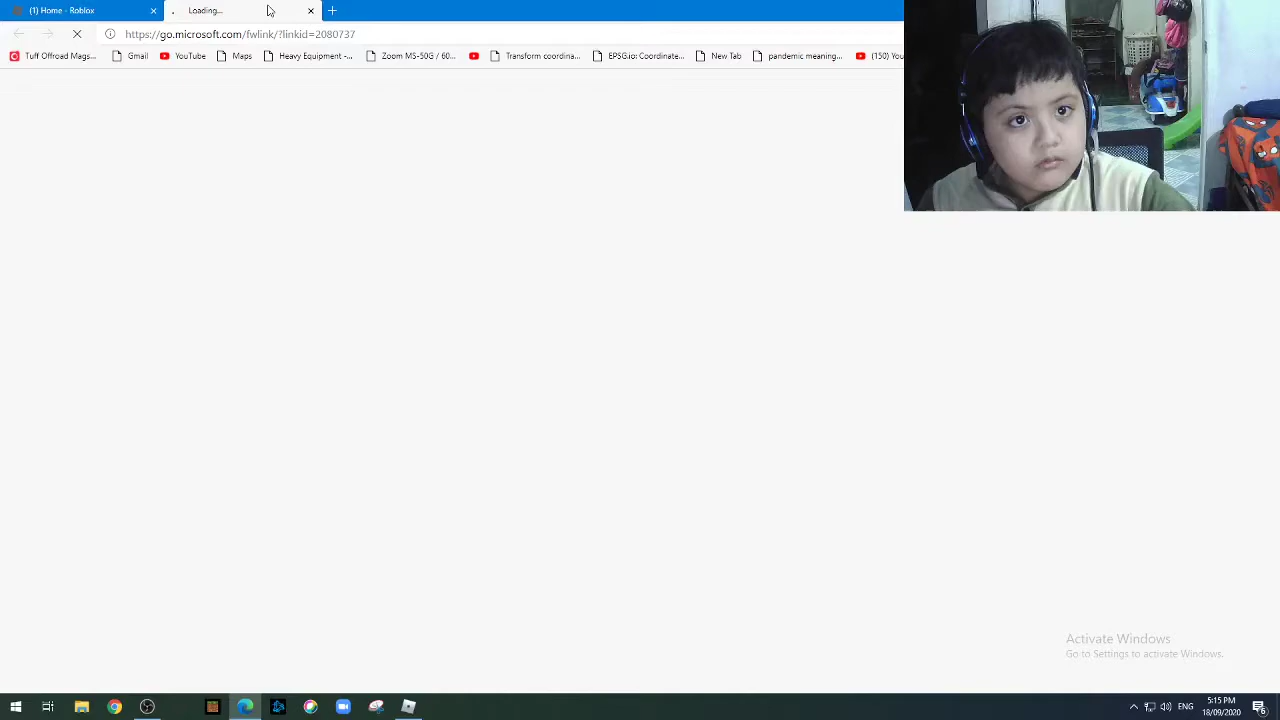 (1) Home - Roblox
Loading...
https://go.microsoft.com/fwlink/?linkid=2080737
Tuff Offroad Mags...
Gmail
YouTube
Maps
Heavy Equipment -...
Zoom MS-50G / 60...
Transform coordina...
EPSG.io: Coordinate...
New Tab
pandemic meaning...
(150) You
Activate Windows
Go to Settings to activate Windows.
ENG
5:15 PM
18/09/2020
6